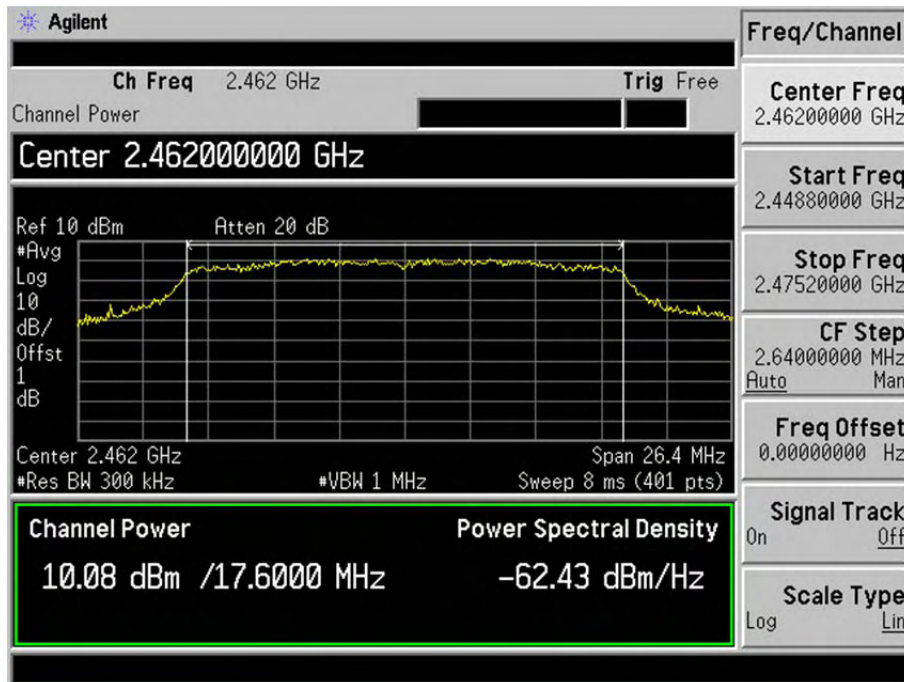 Agilent
Freq/Channel
Ch Freq 2.462 GHz Trig Free
Channel Power
Center 2.462000000 GHz
Ref 10 dBm Atten 20 dB
#Avg
Log
10
dB/
Offst
1
dB
Center 2.462 GHz Span 26.4 MHz
#Res BW 300 kHz #VBW 1 MHz Sweep 8 ms (401 pts)
Channel Power Power Spectral Density
10.08 dBm /17.6000 MHz -62.43 dBm/Hz
Center Freq
2.46200000 GHz
Start Freq
2.44880000 GHz
Stop Freq
2.47520000 GHz
CF Step
2.64000000 MHz
Auto Man
Freq Offset
0.00000000 Hz
Signal Track
On Off
Scale Type
Log Lin